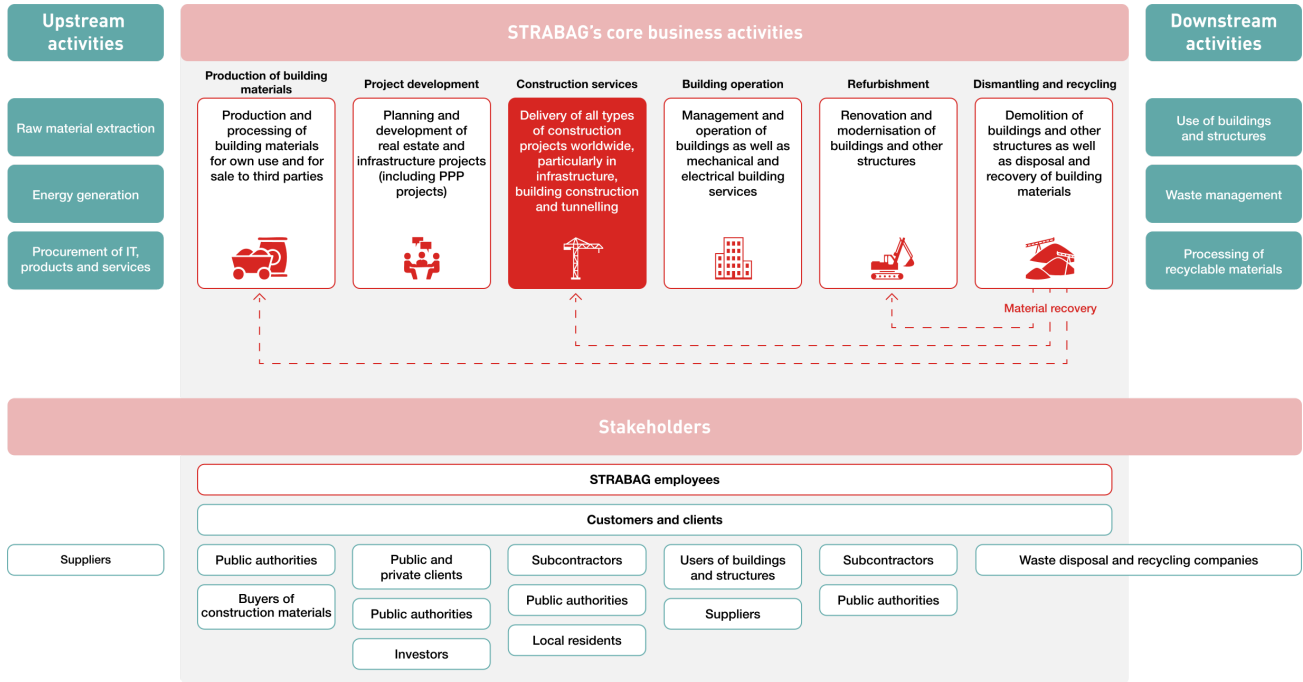 Upstream
activities
STRABAG's core business activities
Downstream
activities
Production of building
materials
Project development
Construction services
Building operation
Refurbishment
Dismantling and recycling
Raw material extraction
Energy generation
Procurement of IT,
products and services
Production and
processing of
building materials
for own use and for
sale to third parties
Planning and
development of
real estate and
infrastructure projects
(including PPP
projects)
Delivery of all types
of construction
projects worldwide,
particularly in
infrastructure,
building construction
and tunnelling
Management and
operation of
buildings as well as
mechanical and
electrical building
services
Renovation and
modernisation of
buildings and other
structures
Demolition of
buildings and other
structures as well
as disposal and
recovery of building
materials
Use of buildings
and structures
Waste management
Processing of
recyclable materials
Material recovery
Stakeholders
STRABAG employees
Customers and clients
Suppliers
Public authorities
Buyers of
construction materials
Public and
private clients
Public authorities
Investors
Subcontractors
Public authorities
Local residents
Users of buildings
and structures
Suppliers
Subcontractors
Public authorities
Waste disposal and recycling companies